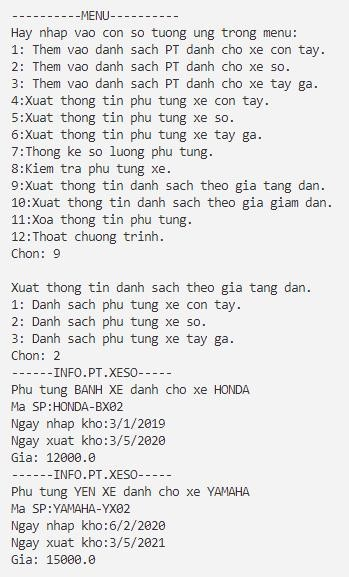 ----------MENU----------
Hay nhap vao con so tuong ung trong menu:
1: Them vao danh sach PT danh cho xe con tay.
2: Them vao danh sach PT danh cho xe so.
3: Them vao danh sach PT danh cho xe tay ga.
4:Xuat thong tin phu tung xe con tay.
5:Xuat thong tin phu tung xe so.
6:Xuat thong tin phu tung xe tay ga.
7:Thong ke so luong phu tung.
8:Kiem tra phu tung xe.
9:Xuat thong tin danh sach theo gia tang dan.
10:Xuat thong tin danh sach theo gia giam dan.
11:Xoa thong tin phu tung.
12:Thoat chuong trinh.
Chon: 9
Xuat thong tin danh sach theo gia tang dan.
1: Danh sach phu tung xe con tay.
2: Danh sach phu tung xe so.
3: Danh sach phu tung xe tay ga.
Chon: 2
------INFO.PT.XESO-----
Phu tung BANH XE danh cho xe HONDA
Ma SP:HONDA-BX02
Ngay nhap kho:3/1/2019
Ngay xuat kho:3/5/2020
Gia: 12000.0
------INFO.PT.XESO-----
Phu tung YEN XE danh cho xe YAMAHA
Ma SP:YAMAHA-YX02
Ngay nhap kho:6/2/2020
Ngay xuat kho:3/5/2021
Gia: 15000.0